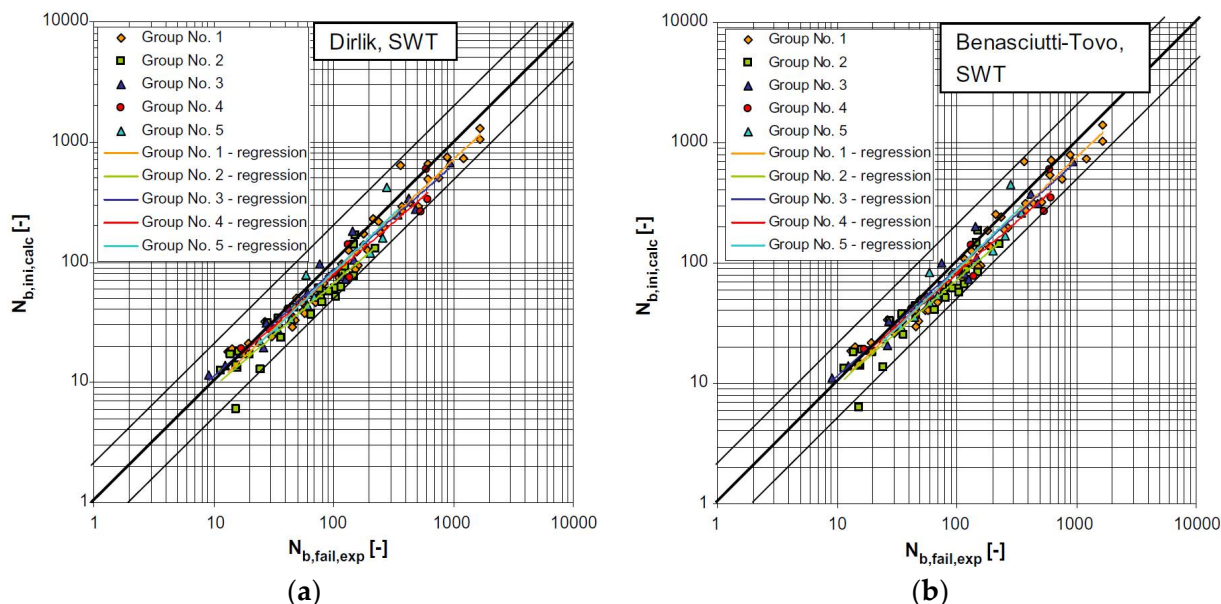 10000
1000
100
10
1
N_b,ini,calc [-]
Group No. 1
Group No. 2
Group No. 3
Group No. 4
Group No. 5
Group No. 1 - regression
Group No. 2 - regression
Group No. 3 - regression
Group No. 4 - regression
Group No. 5 - regression
Dirlik, SWT
1 10 100 1000 10000
N_b,fail,exp [-]
(a)
10000
1000
100
10
1
N_b,ini,calc [-]
Group No. 1
Group No. 2
Group No. 3
Group No. 4
Group No. 5
Group No. 1 - regression
Group No. 2 - regression
Group No. 3 - regression
Group No. 4 - regression
Group No. 5 - regression
Benasciutti-Tovo,
SWT
1 10 100 1000 10000
N_b,fail,exp [-]
(b)